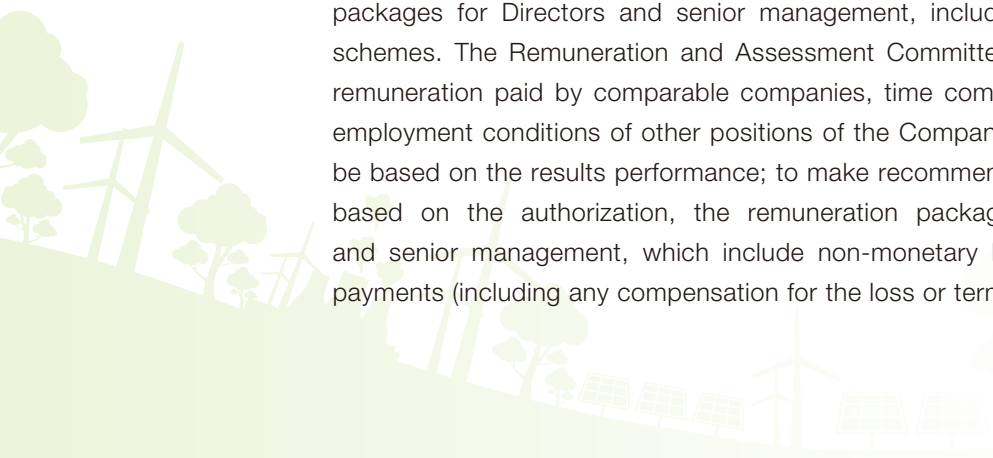 packages for Directors and senior management, includ
schemes. The Remuneration and Assessment Committe
remuneration paid by comparable companies, time com
employment conditions of other positions of the Compan
be based on the results performance; to make recommen
based on the authorization, the remuneration packag
and senior management, which include non-monetary
payments (including any compensation for the loss or tern